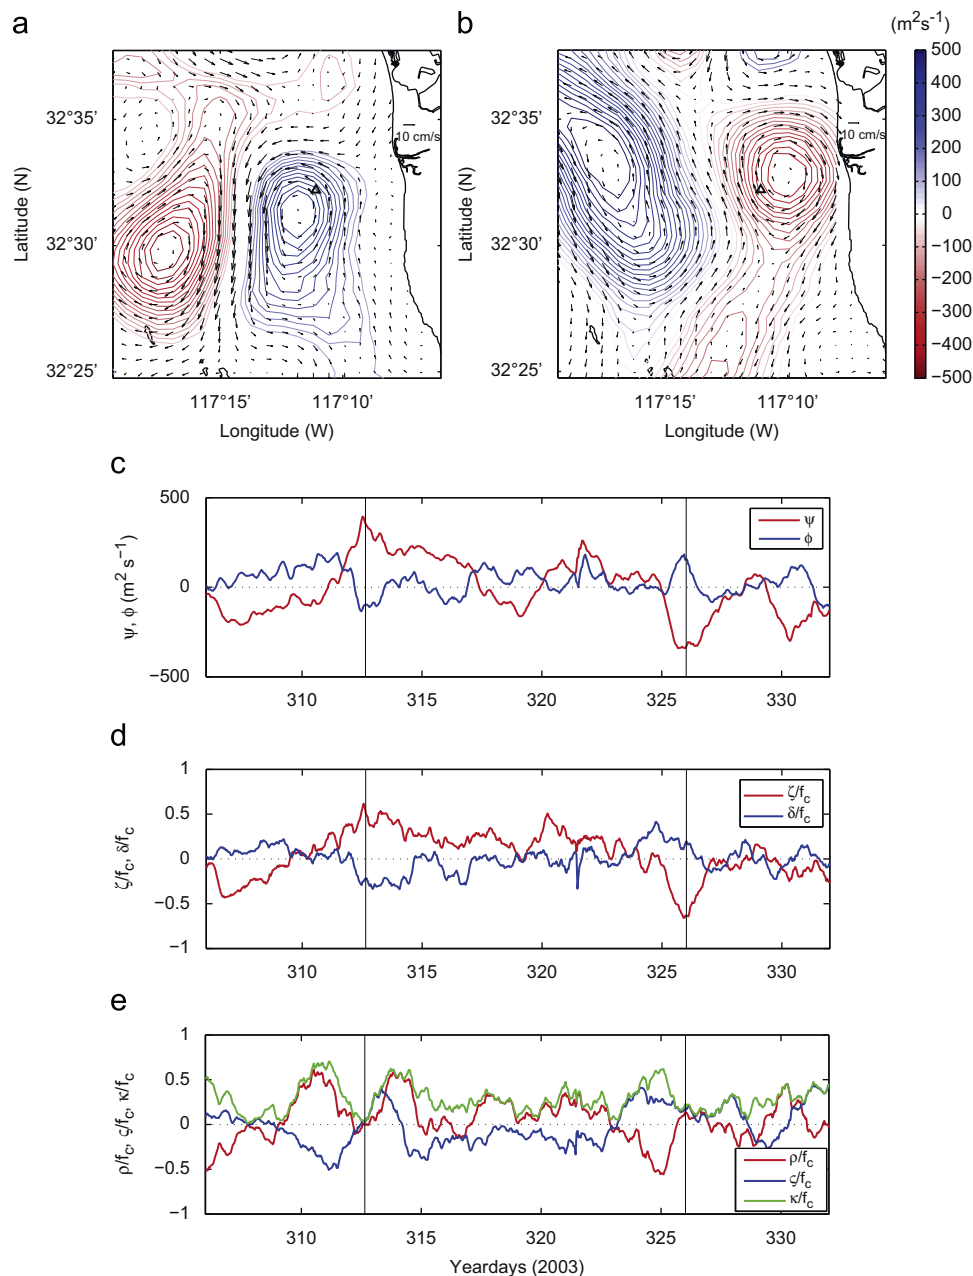 a
b
(m²s⁻¹)
32°35'
32°30'
32°25'
Latitude (N)
10 cm/s
117°15'
117°10'
Longitude (W)
32°35'
32°30'
32°25'
Latitude (N)
10 cm/s
117°15'
117°10'
Longitude (W)
500
400
300
200
100
0
−100
−200
−300
−400
−500
c
500
0
−500
ψ, ϕ (m² s⁻¹)
ψ
ϕ
310
315
320
325
330
d
1
0.5
0
−0.5
−1
ζ/f_c, δ/f_c
ζ/f_c
δ/f_c
310
315
320
325
330
e
1
0.5
0
−0.5
−1
ρ/f_c, ς/f_c, κ/f_c
ρ/f_c
ς/f_c
κ/f_c
310
315
320
325
330
Yeardays (2003)